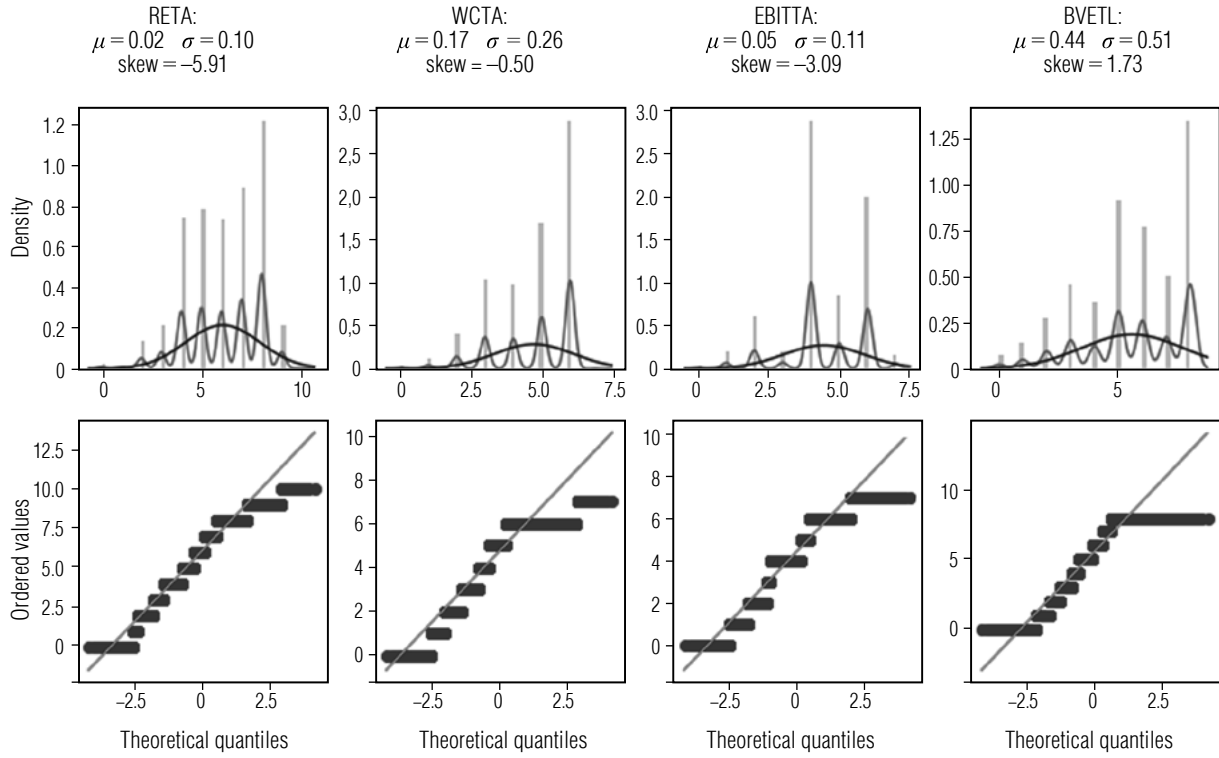 RETA:
μ = 0.02 σ = 0.10
skew = –5.91
WCTA:
μ = 0.17 σ = 0.26
skew = –0.50
EBITTA:
μ = 0.05 σ = 0.11
skew = –3.09
BVETL:
μ = 0.44 σ = 0.51
skew = 1.73
Density
1.2
1.0
0.8
0.6
0.4
0.2
0
0 5 10
3,0
2,5
2,0
1,5
1,0
0,5
0
0 2.5 5.0 7.5
3.0
2.5
2.0
1.5
1.0
0.5
0
0 2.5 5.0 7.5
1.25
1.00
0.75
0.50
0.25
0
0 5
Ordered values
12.5
10.0
7.5
5.0
2.5
0
–2.5 0 2.5
Theoretical quantiles
10
8
6
4
2
0
–2.5 0 2.5
Theoretical quantiles
10
8
6
4
2
0
–2.5 0 2.5
Theoretical quantiles
10
5
0
–2.5 0 2.5
Theoretical quantiles